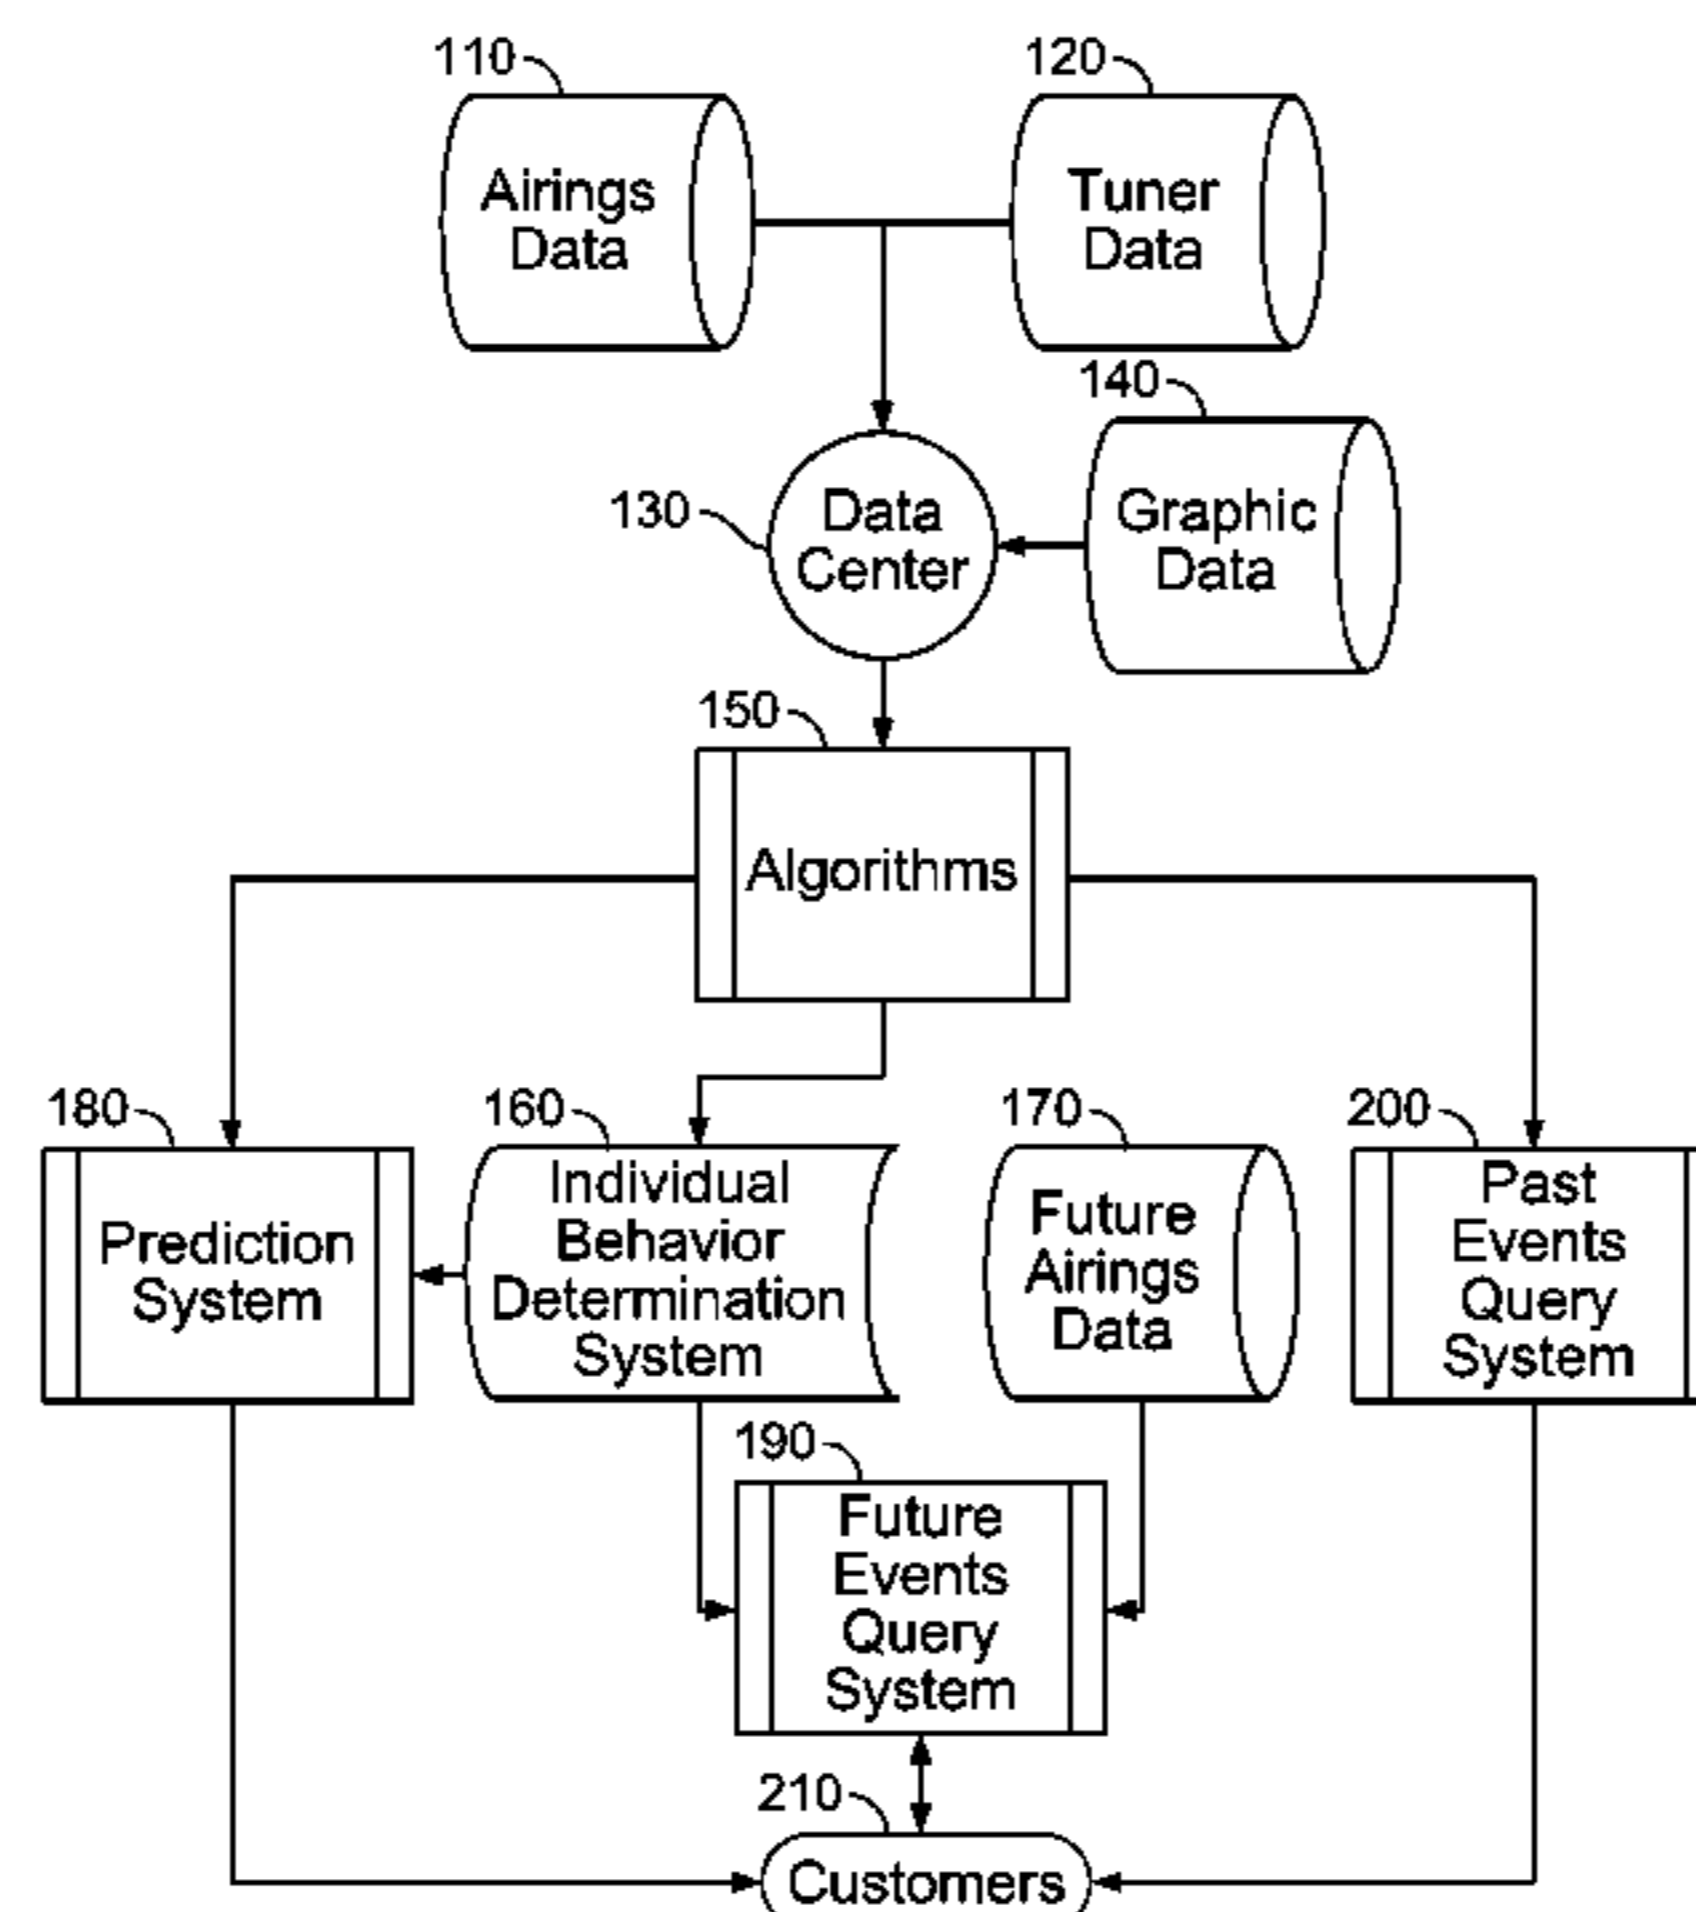 110
120
Airings
Data
Tuner
Data
140
130
Data
Center
Graphic
Data
150
Algorithms
180
160
170
200
Prediction
System
Individual
Behavior
Determination
System
Future
Airings
Data
Past
Events
Query
System
190
Future
Events
Query
System
210
Customers